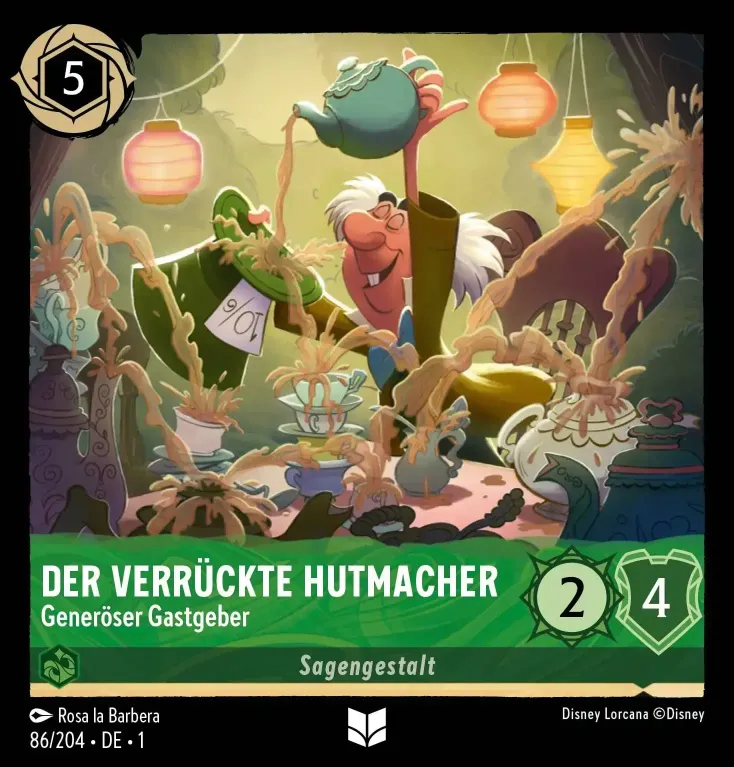 5
10/6
DER VERRÜCKTE HUTMACHER
Generöser Gastgeber
2
4
Sagengestalt
Rosa la Barbera
Disney Lorcana ©Disney
86/204 • DE • 1